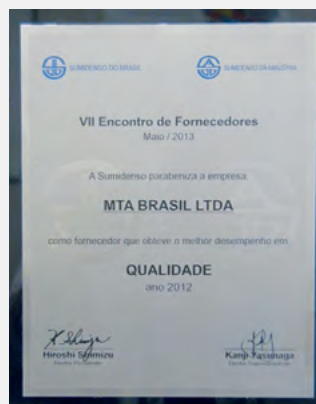 SUMIDENSO DO BRASIL
SUMIDENSO DA AMAZÔNIA
VII Encontro de Fornecedores
Maio / 2013
A Sumidenso parabeniza a empresa
MTA BRASIL LTDA
como fornecedor que obteve o melhor desempenho em
QUALIDADE
ano 2012
Hiroshi Shimizu
Kanji Yasunaga